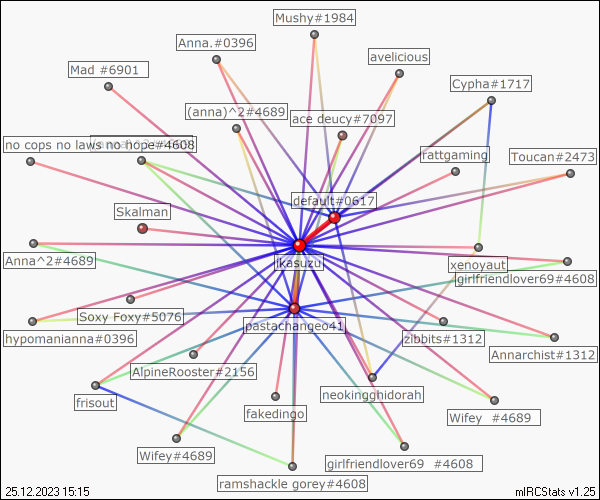 Mushy#1984
Anna.#0396
avelicious
Mad #6901
Cypha#1717
(anna)^2#4689
ace deucy#7097
no cops no laws no hope#4608
rattgaming
Toucan#2473
default#0617
Skalman
Anna^2#4689
ikasuzu
xenoyaut
girlfriendlover69#4608
Soxy Foxy#5076
hypomanianna#0396
pastachangeo41
zibbits#1312
Annarchist#1312
AlpineRooster#2156
neokingghidorah
frisout
fakedingo
Wifey #4689
Wifey#4689
girlfriendlover69 #4608
ramshackle gorey#4608
25.12.2023 15:15
mIRCStats v1.25